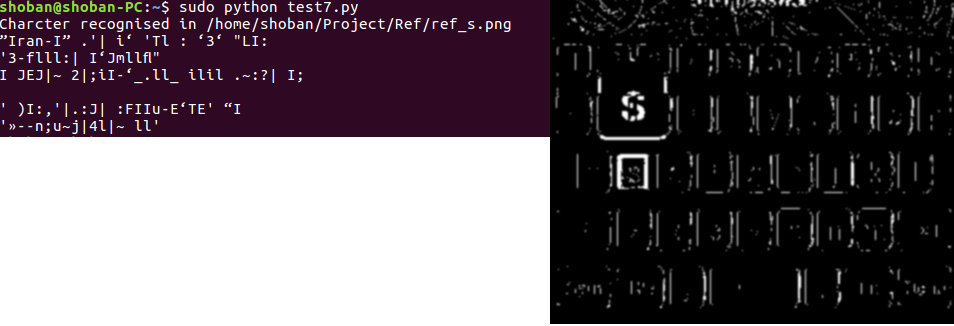 shoban@shoban-PC:~$ sudo python test7.py
Charcter recognised in /home/shoban/Project/Ref/ref_s.png
”Iran-I” .'| i‘ 'Tl : ‘3‘ "LI:
'3-flll:| I‘Jmllfl"
I JEJ|~ 2|;iI-‘_.ll_ ilil .~:?| I;
' )I:,'|.:J| :FIIu-E‘TE' “I
'»--n;u~j|4l|~ ll'
S